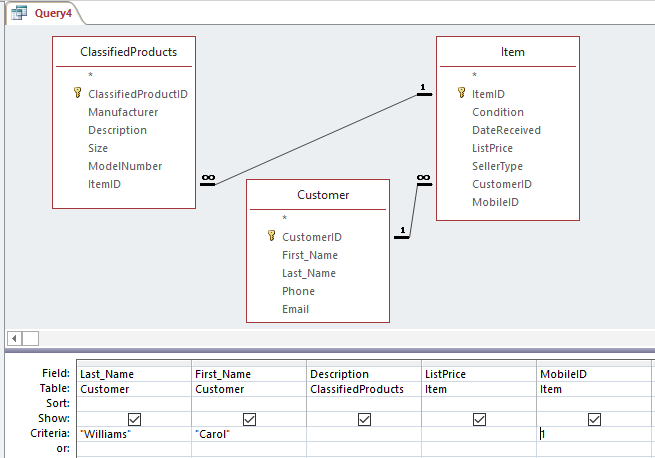 Query4
ClassifiedProducts
*
ClassifiedProductID
Manufacturer
Description
Size
ModelNumber
ItemID
∞
1
Item
*
ItemID
Condition
DateReceived
ListPrice
SellerType
CustomerID
MobileID
∞
1
Customer
*
CustomerID
First_Name
Last_Name
Phone
Email
Field: Last_Name First_Name Description ListPrice MobileID
Table: Customer Customer ClassifiedProducts Item Item
Sort:
Show:
Criteria: "Williams" "Carol" 1
or: